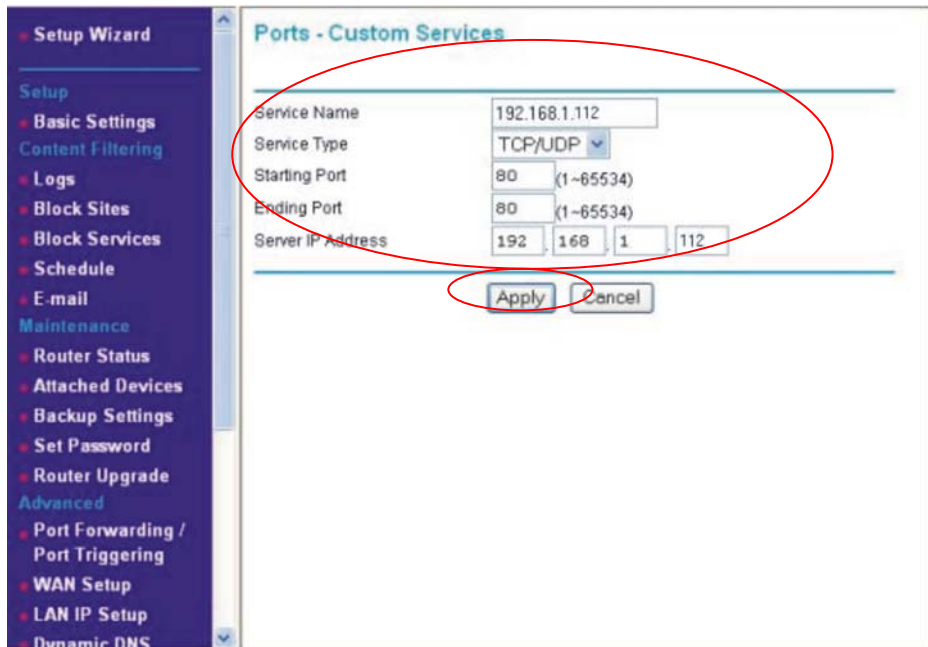 Setup Wizard
Setup
Basic Settings
Content Filtering
Logs
Block Sites
Block Services
Schedule
E-mail
Maintenance
Router Status
Attached Devices
Backup Settings
Set Password
Router Upgrade
Advanced
Port Forwarding /
Port Triggering
WAN Setup
LAN IP Setup
Dynamic DNS
Ports - Custom Services
Service Name 192.168.1.112
Service Type TCP/UDP
Starting Port 80 (1~65534)
Ending Port 80 (1~65534)
Server IP Address 192 . 168 . 1 . 112
Apply Cancel